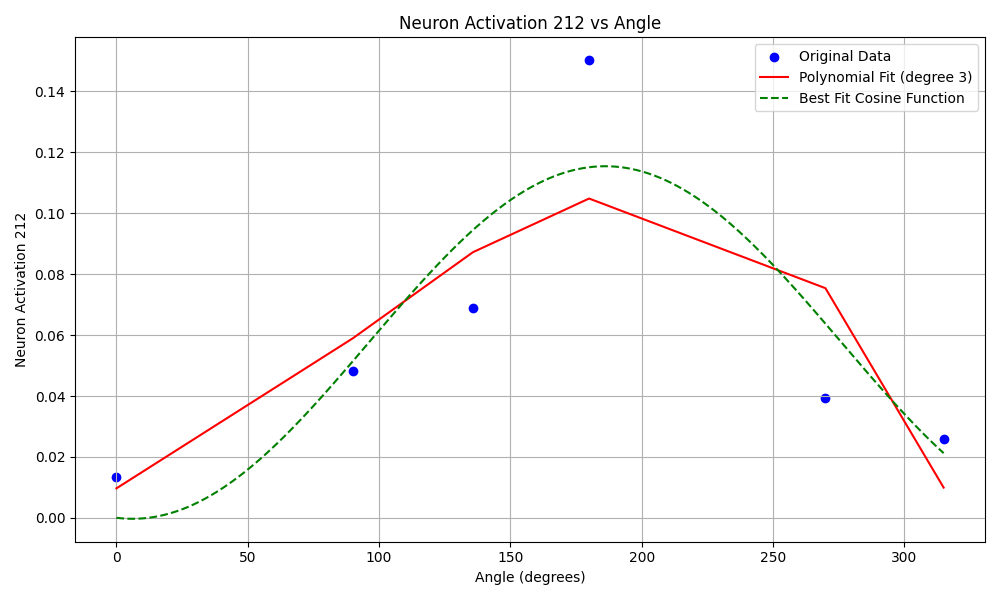 Neuron Activation 212 vs Angle
Original Data
Polynomial Fit (degree 3)
Best Fit Cosine Function
Neuron Activation 212
0.14
0.12
0.10
0.08
0.06
0.04
0.02
0.00
0 50 100 150 200 250 300
Angle (degrees)